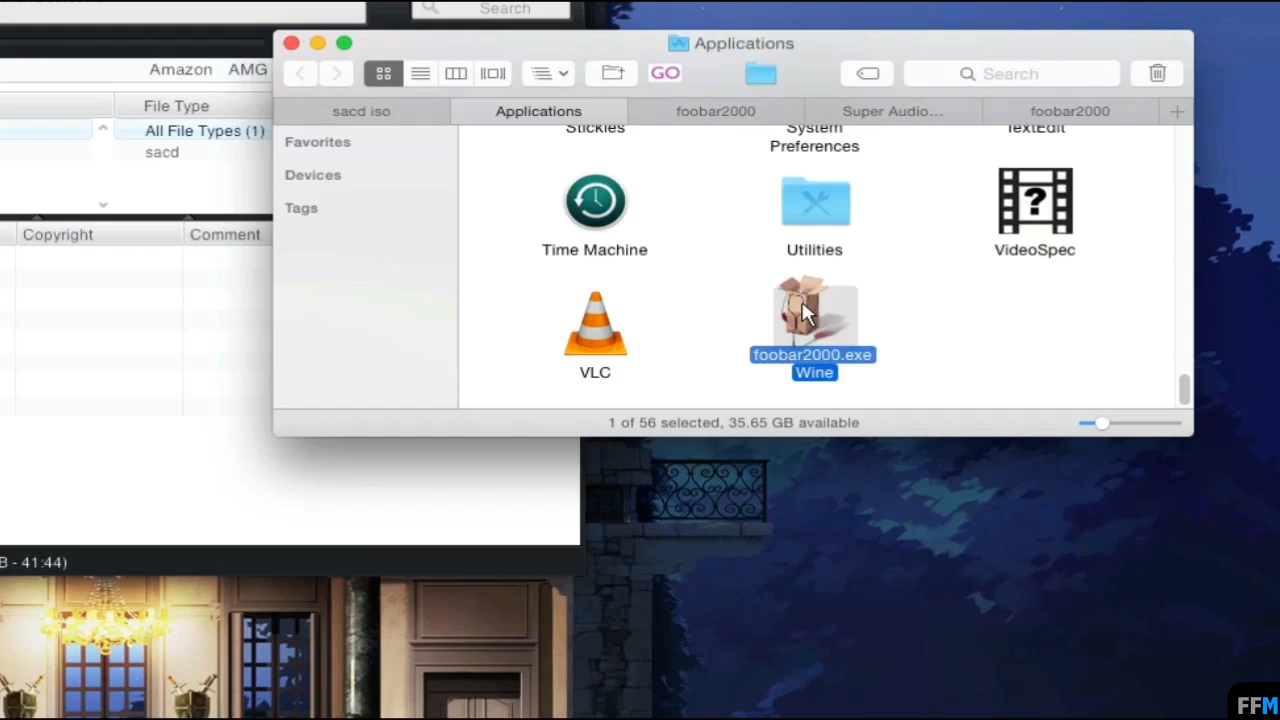 Search
Amazon AMG
File Type
All File Types (1)
sacd
Copyright
Comment
B - 41:44)
Applications
GO
Search
sacd iso
Applications
foobar2000
Super Audio...
foobar2000
Favorites
Devices
Tags
Stickies
System
Preferences
TextEdit
Time Machine
Utilities
?
VideoSpec
VLC
foobar2000.exe
Wine
1 of 56 selected, 35.65 GB available
FFM